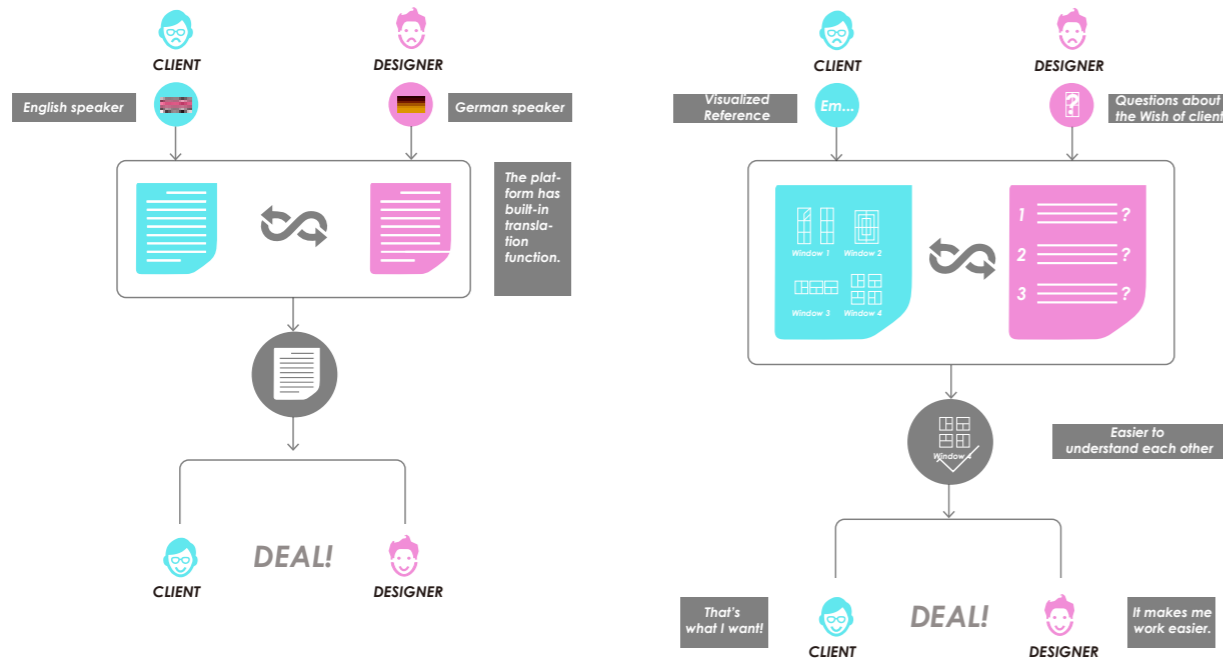 CLIENT
DESIGNER
English speaker
German speaker
The plat-
form has
built-in
transla-
tion
function.
DEAL!
CLIENT
DESIGNER
CLIENT
DESIGNER
Visualized
Reference
Em...
?
Questions about
the Wish of client
Window 1
Window 2
Window 3
Window 4
1 ?
2 ?
3 ?
Window 4
Easier to
understand each other
That's
what I want!
DEAL!
It makes me
work easier.
CLIENT
DESIGNER